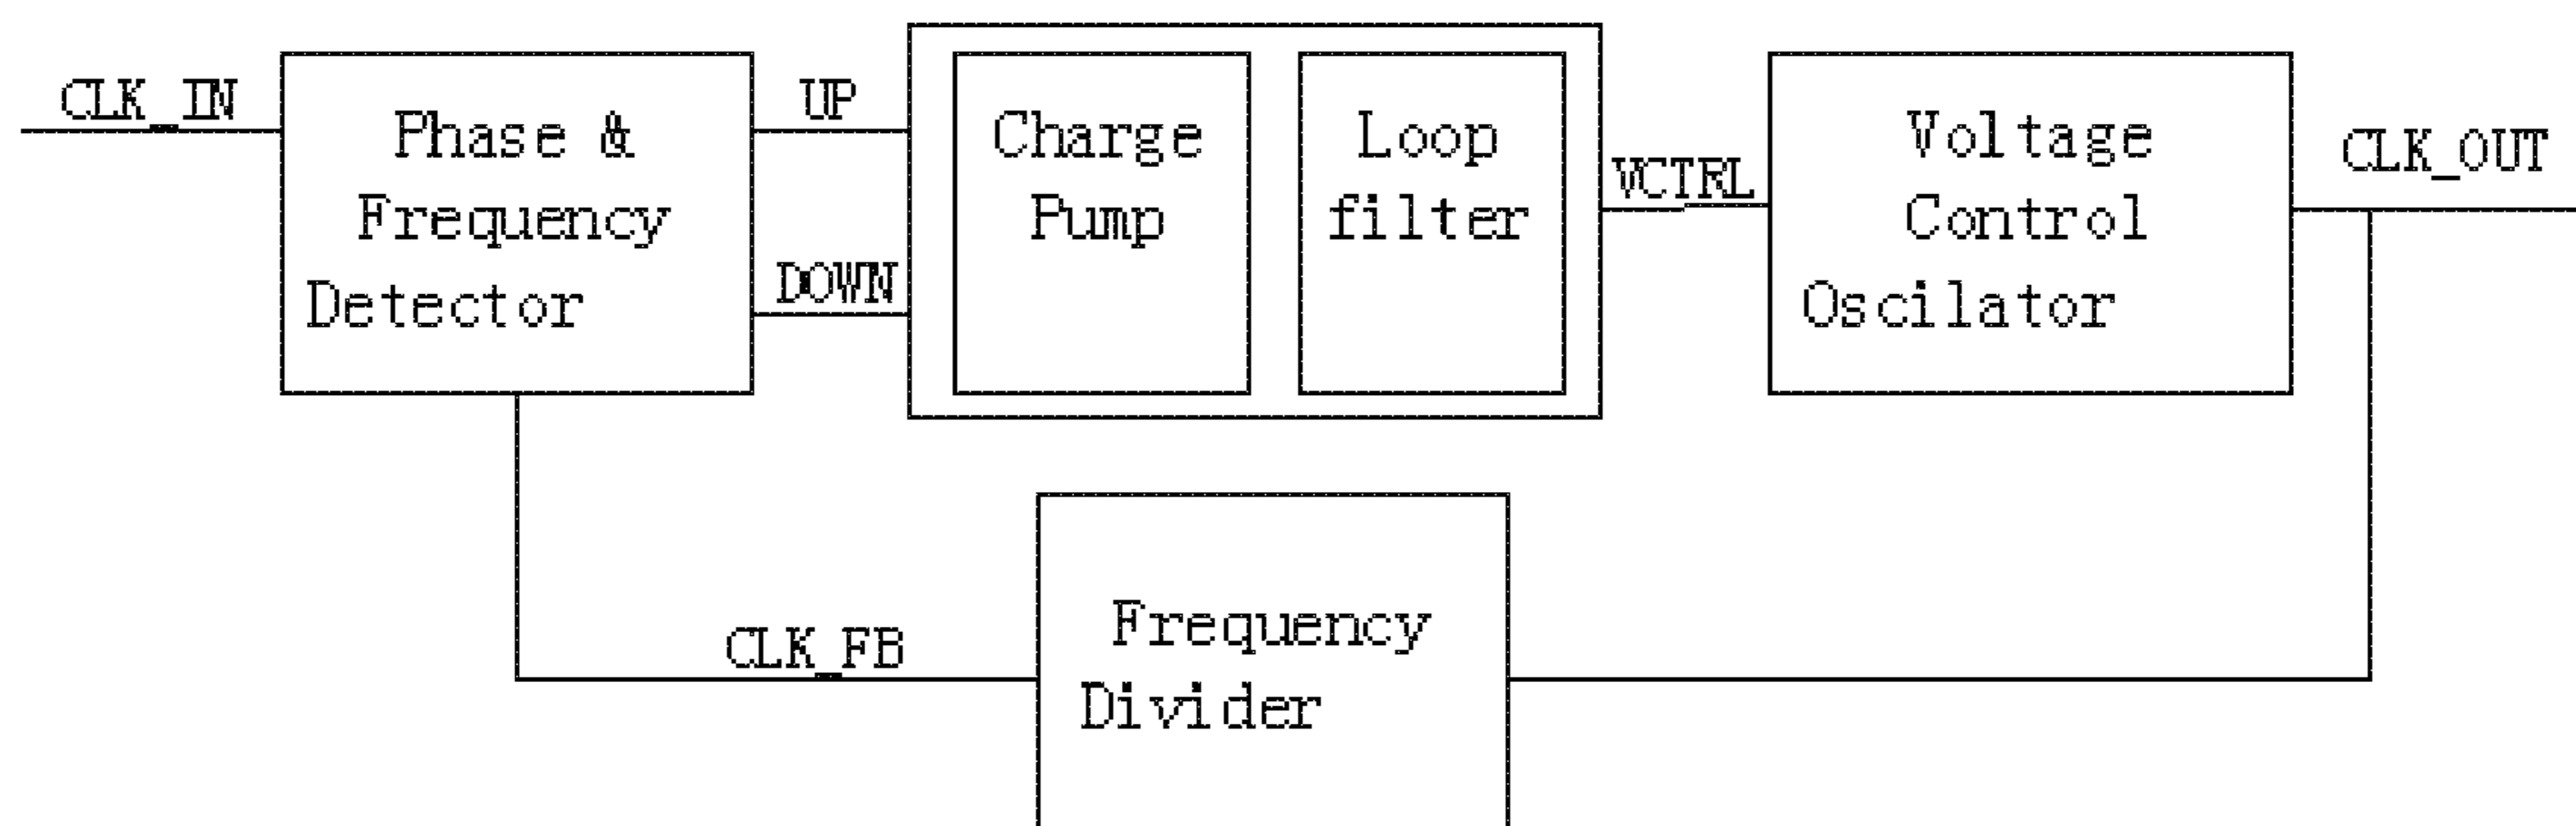 CLK_IN
Phase &
Frequency
Detector
UP
DOWN
Charge
Pump
Loop
filter
VCTRL
Voltage
Control
Oscilator
CLK_OUT
CLK_FB
Frequency
Divider